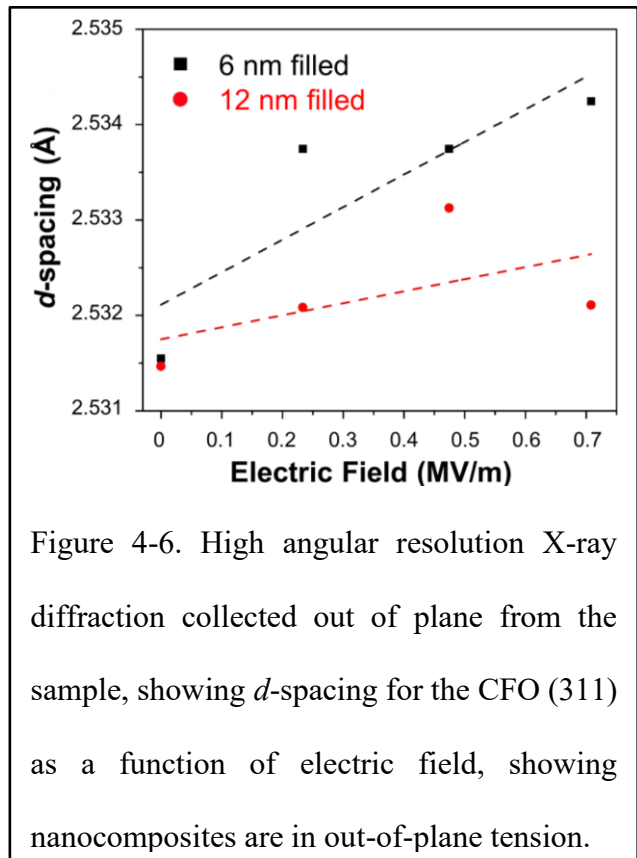 2.535
6 nm filled
12 nm filled
2.534
2.533
2.532
2.531
d-spacing (Å)
0 0.1 0.2 0.3 0.4 0.5 0.6 0.7
Electric Field (MV/m)
Figure 4-6. High angular resolution X-ray
diffraction collected out of plane from the
sample, showing d-spacing for the CFO (311)
as a function of electric field, showing
nanocomposites are in out-of-plane tension.